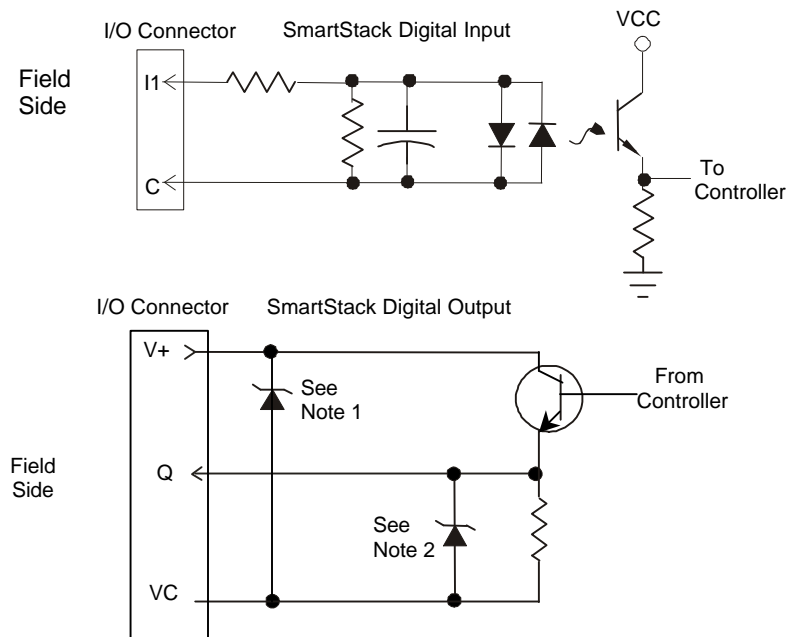 I/O Connector SmartStack Digital Input
VCC
Field
Side
I1
C
To
Controller
I/O Connector SmartStack Digital Output
V+
See
Note 1
From
Controller
Field
Side
Q
See
Note 2
VC